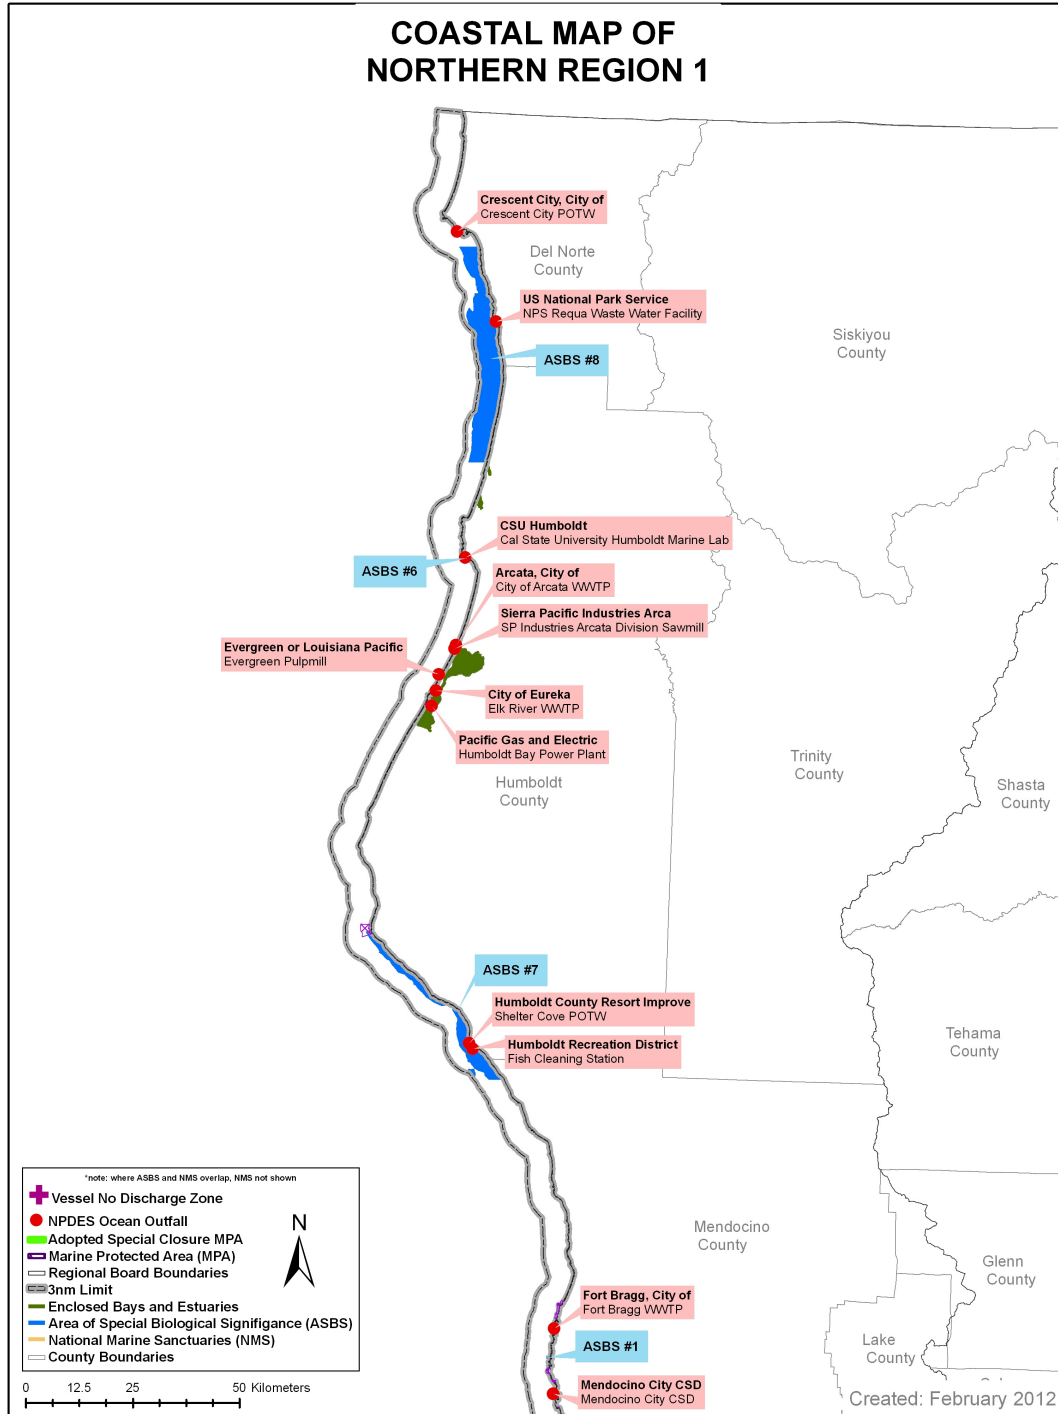 COASTAL MAP OF
NORTHERN REGION 1
Crescent City, City of
Crescent City POTW
Del Norte
County
US National Park Service
NPS Requa Waste Water Facility
Siskiyou
County
ASBS #8
CSU Humboldt
Cal State University Humboldt Marine Lab
ASBS #6
Arcata, City of
City of Arcata WWTP
Sierra Pacific Industries Arca
SP Industries Arcata Division Sawmill
Evergreen or Louisiana Pacific
Evergreen Pulpmill
City of Eureka
Elk River WWTP
Pacific Gas and Electric
Humboldt Bay Power Plant
Trinity
County
Humboldt
County
Shasta
County
ASBS #7
Humboldt County Resort Improve
Shelter Cove POTW
Humboldt Recreation District
Fish Cleaning Station
Tehama
County
Mendocino
County
Glenn
County
Fort Bragg, City of
Fort Bragg WWTP
ASBS #1
Lake
County
Mendocino City CSD
Mendocino City CSD
*note: where ASBS and NMS overlap, NMS not shown
Vessel No Discharge Zone
NPDES Ocean Outfall
Adopted Special Closure MPA
Marine Protected Area (MPA)
Regional Board Boundaries
3nm Limit
Enclosed Bays and Estuaries
Area of Special Biological Signifigance (ASBS)
National Marine Sanctuaries (NMS)
County Boundaries
N
0 12.5 25 50 Kilometers
Created: February 2012